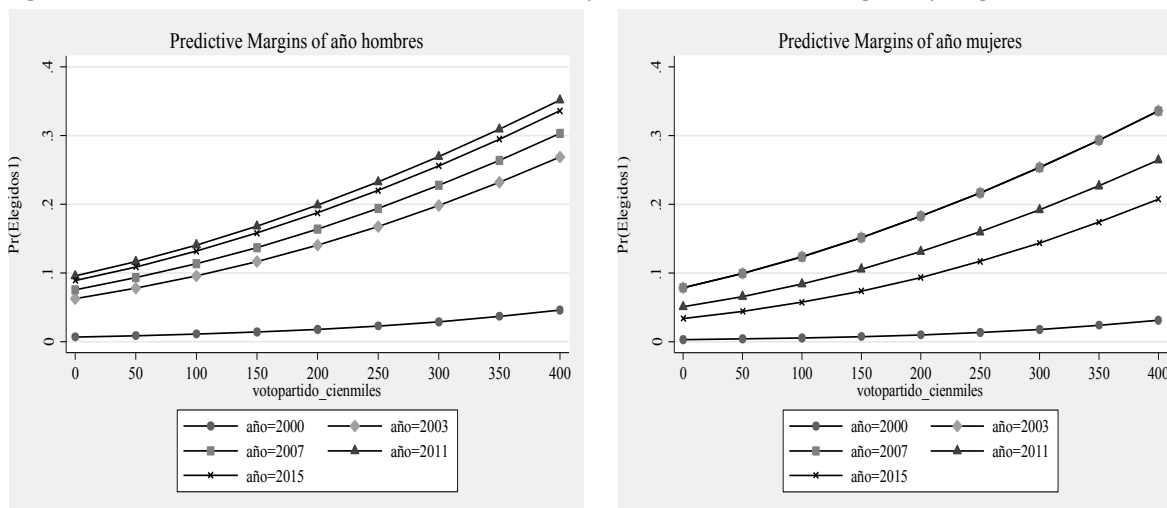 Predictive Margins of año hombres
.4
.3
.2
.1
0
Pr(Elegidos1)
0 50 100 150 200 250 300 350 400
votopartido_cienmiles
año=2000 año=2003
año=2007 año=2011
año=2015
Predictive Margins of año mujeres
.4
.3
.2
.1
0
Pr(Elegidos1)
0 50 100 150 200 250 300 350 400
votopartido_cienmiles
año=2000 año=2003
año=2007 año=2011
año=2015